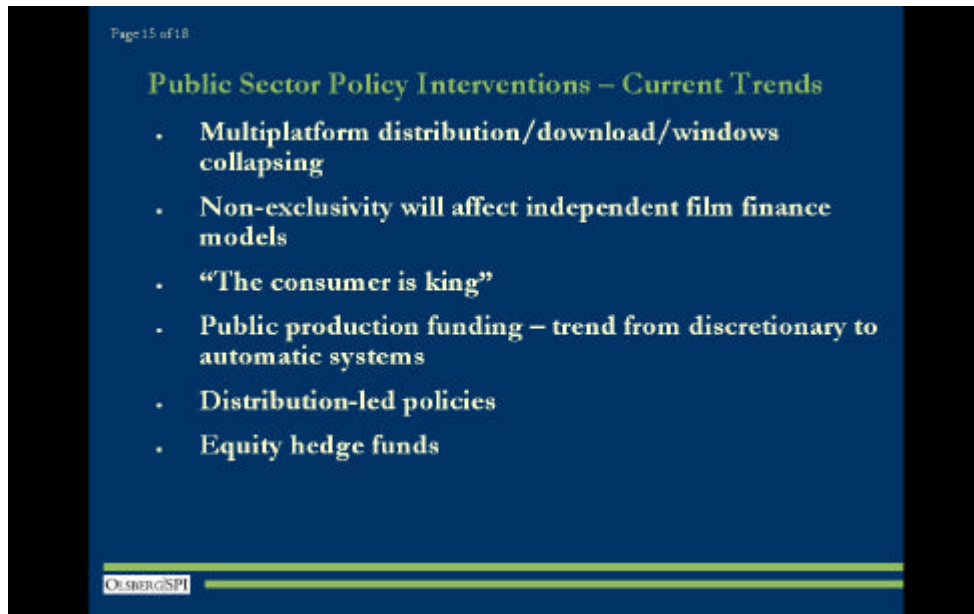 Page 15 of 18
Public Sector Policy Interventions – Current Trends
• Multiplatform distribution/download/windows
collapsing
• Non-exclusivity will affect independent film finance
models
• “The consumer is king”
• Public production funding – trend from discretionary to
automatic systems
• Distribution-led policies
• Equity hedge funds
OLSBERG|SPI